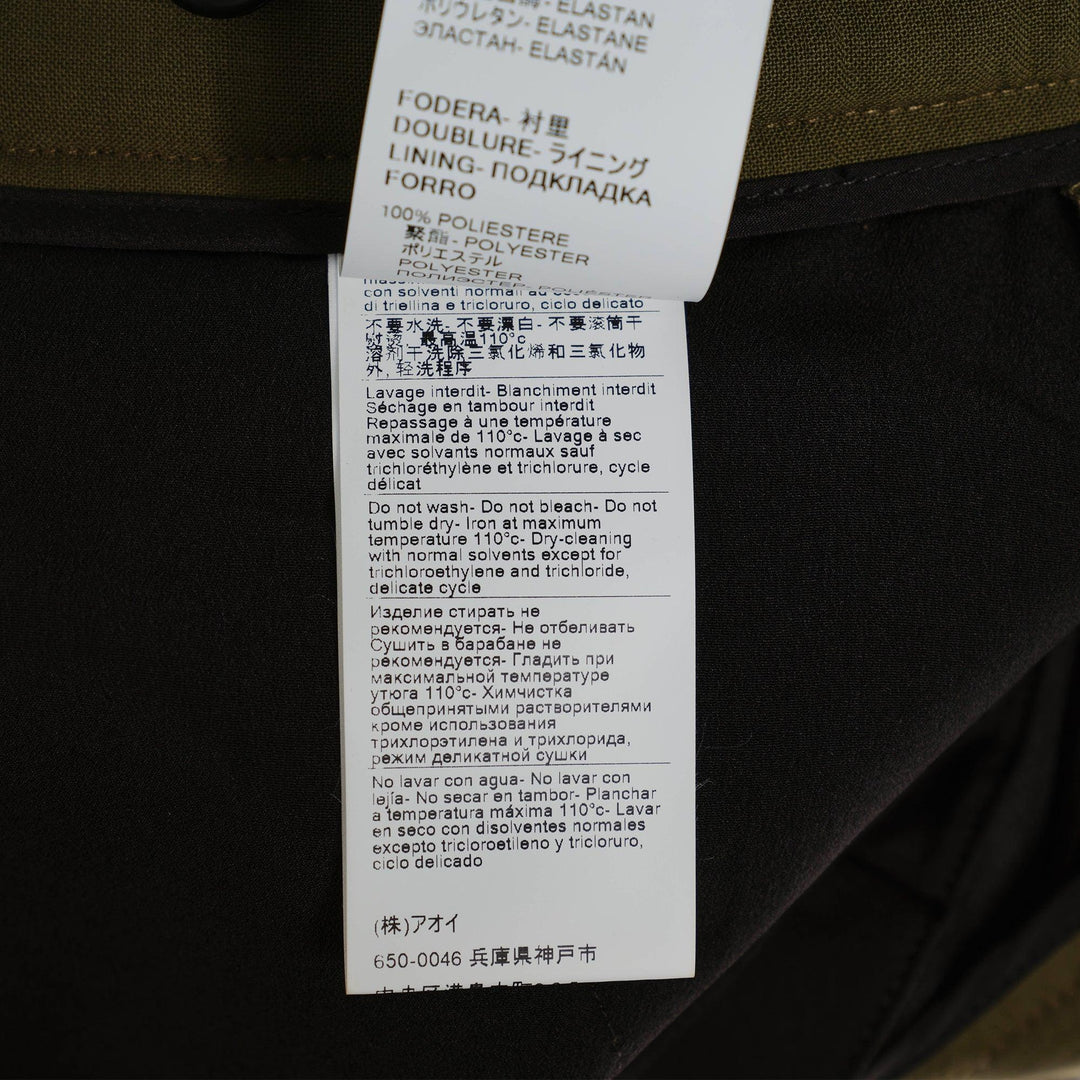 - ELASTAN
ポリウレタン- ELASTANE
ЭЛАСТАН- ELASTÁN
FODERA- 衬里
DOUBLURE- ライニング
LINING- ПОДКЛАДКА
FORRO
100% POLIESTERE
聚酯- POLYESTER
ポリエステル
POLYESTER
ПОЛИЭСТЕР- POLIÉSTER
con solventi normali
di triellina e tricloruro, ciclo delicato
不要水洗- 不要漂白- 不要滚筒干
最高温110°c
溶剂干洗除三氯化烯和三氯化物
外, 轻洗程序
Lavage interdit- Blanchiment interdit
Séchage en tambour interdit
Repassage à une température
maximale de 110°c- Lavage à sec
avec solvants normaux sauf
trichloréthylène et trichlorure, cycle
délicat
Do not wash- Do not bleach- Do not
tumble dry- Iron at maximum
temperature 110°c- Dry-cleaning
with normal solvents except for
trichloroethylene and trichloride,
delicate cycle
Изделие стирать не
рекомендуется- Не отбеливать
Сушить в барабане не
рекомендуется- Гладить при
максимальной температуре
утюга 110°c- Химчистка
общепринятыми растворителями
кроме использования
трихлорэтилена и трихлорида,
режим деликатной сушки
No lavar con agua- No lavar con
lejía- No secar en tambor- Planchar
a temperatura máxima 110°c- Lavar
en seco con disolventes normales
excepto tricloroetileno y tricloruro,
ciclo delicado
(株)アオイ
650-0046 兵庫県神戸市